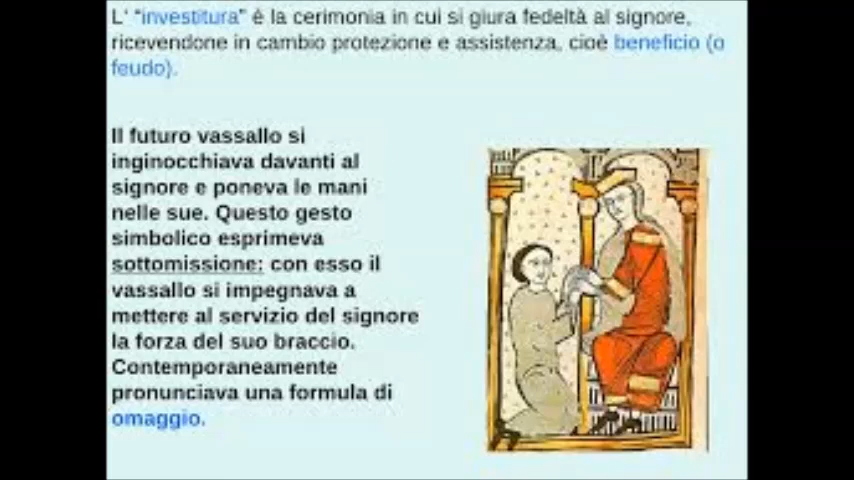 L' “investitura” è la cerimonia in cui si giura fedeltà al signore,
ricevendone in cambio protezione e assistenza, cioè beneficio (o
feudo).
Il futuro vassallo si
inginocchiava davanti al
signore e poneva le mani
nelle sue. Questo gesto
simbolico esprimeva
sottomissione: con esso il
vassallo si impegnava a
mettere al servizio del signore
la forza del suo braccio.
Contemporaneamente
pronunciava una formula di
omaggio.